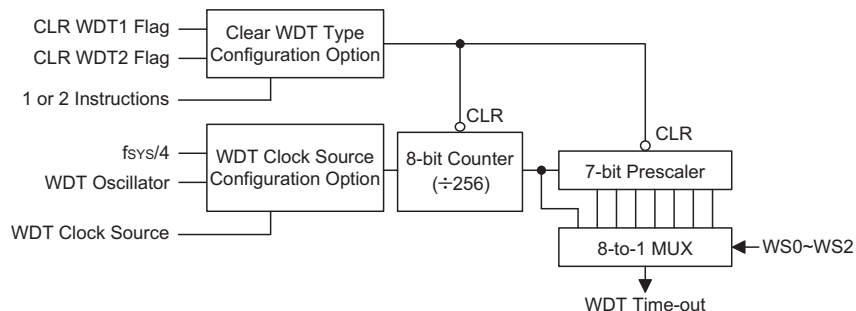 CLR WDT1 Flag
CLR WDT2 Flag
1 or 2 Instructions
Clear WDT Type
Configuration Option
CLR
CLR
fSYS/4
WDT Oscillator
WDT Clock Source
WDT Clock Source
Configuration Option
8-bit Counter
(÷256)
7-bit Prescaler
8-to-1 MUX
WS0~WS2
WDT Time-out